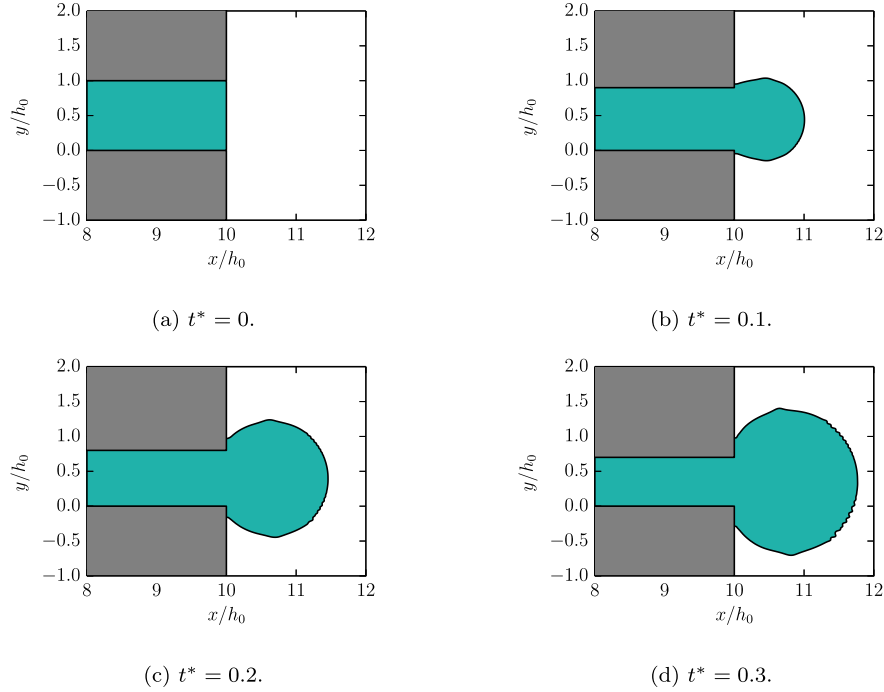 2.0
1.5
1.0
0.5
0.0
−0.5
−1.0
y/h₀
8 9 10 11 12
x/h₀
(a) t* = 0.
2.0
1.5
1.0
0.5
0.0
−0.5
−1.0
y/h₀
8 9 10 11 12
x/h₀
(b) t* = 0.1.
2.0
1.5
1.0
0.5
0.0
−0.5
−1.0
y/h₀
8 9 10 11 12
x/h₀
(c) t* = 0.2.
2.0
1.5
1.0
0.5
0.0
−0.5
−1.0
y/h₀
8 9 10 11 12
x/h₀
(d) t* = 0.3.